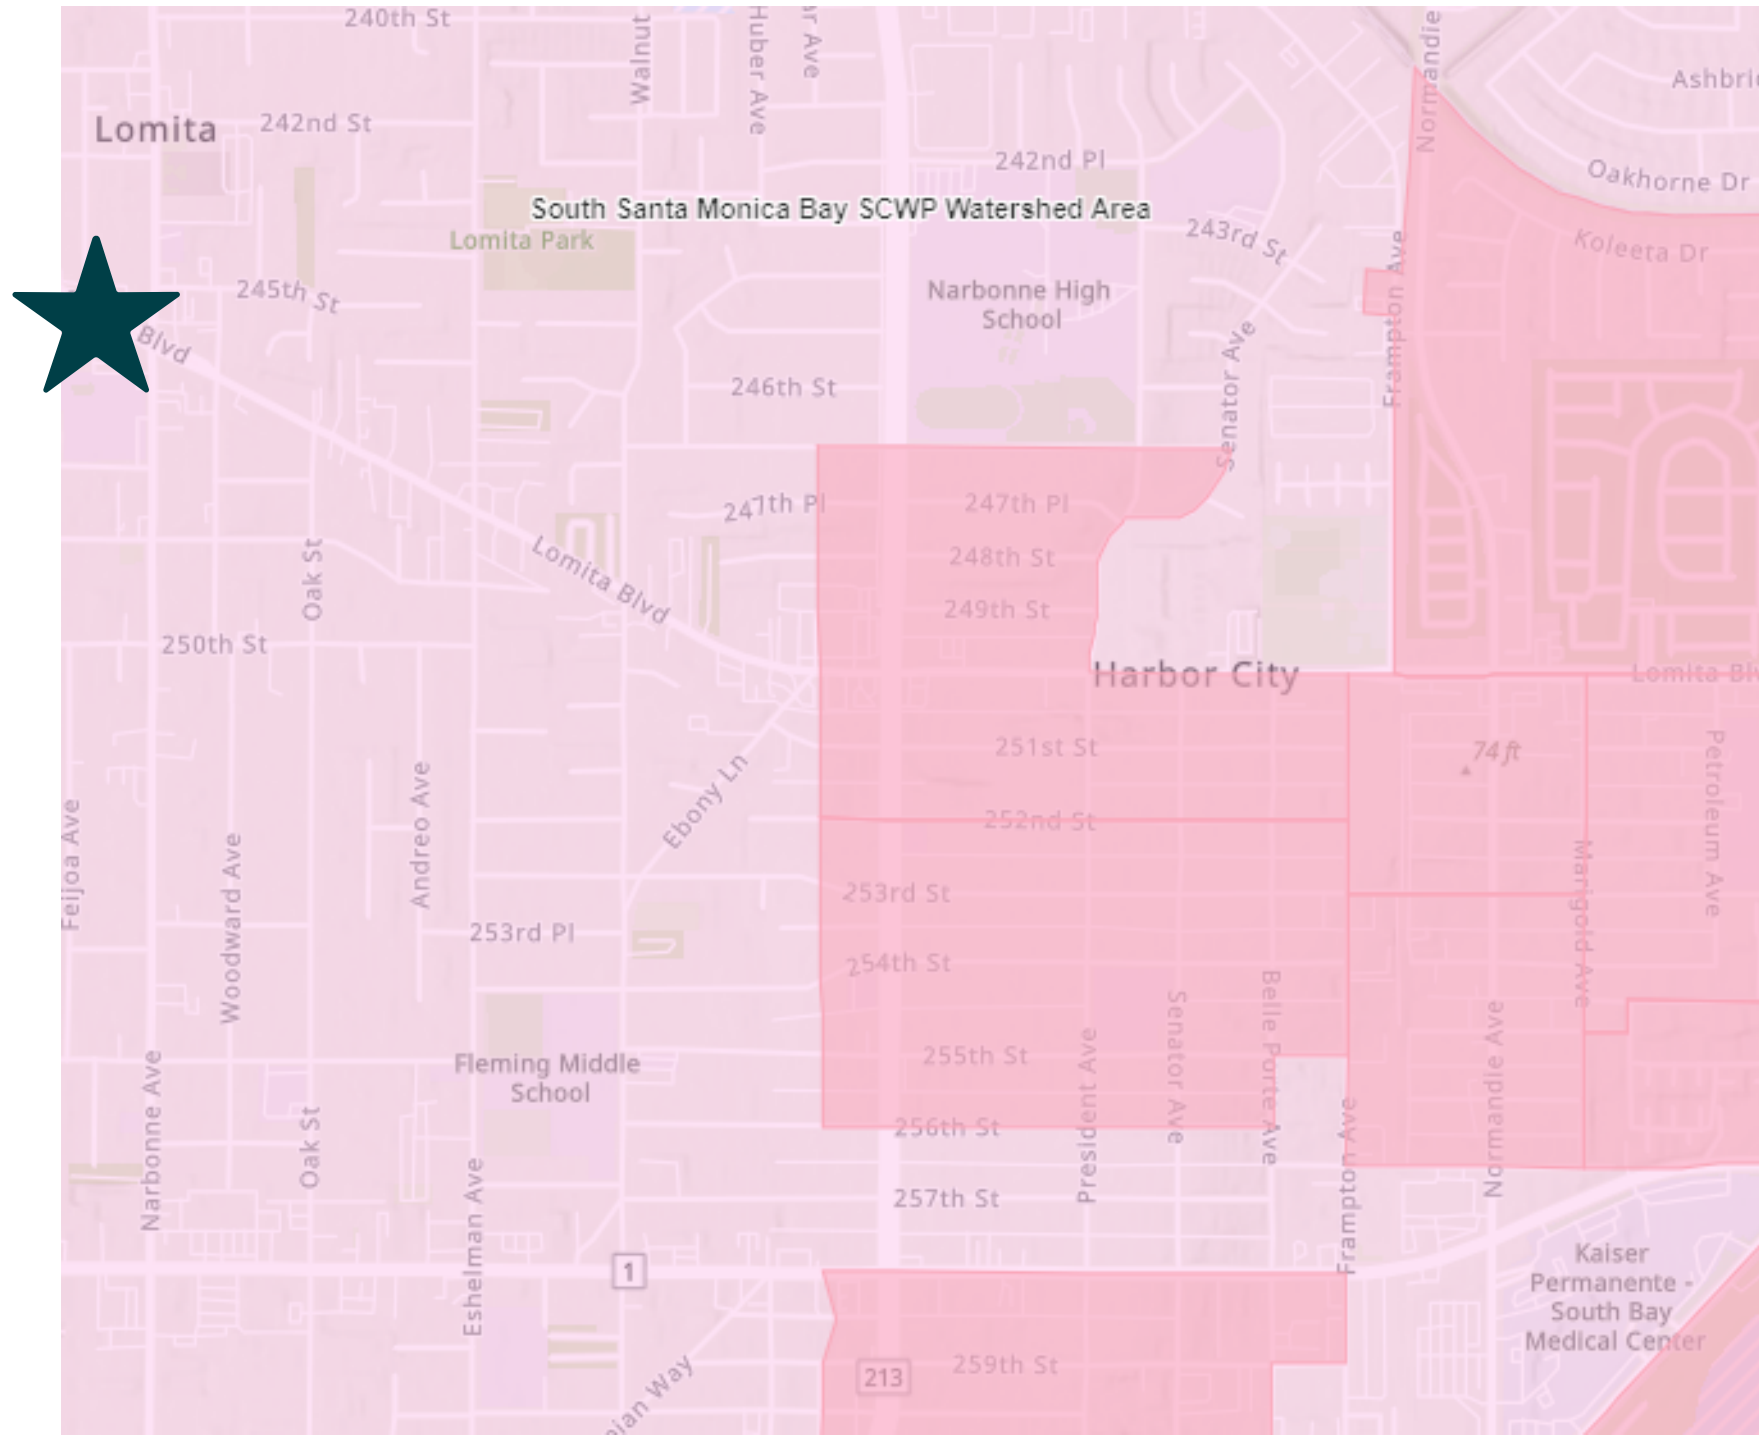 240th St
Walnut
Huber Ave
r Ave
Normandie
Ashbri
Lomita
242nd St
242nd Pl
Oakhorne Dr
South Santa Monica Bay SCWP Watershed Area
Lomita Park
243rd St
Koleeta Dr
245th St
Narbonne High
School
Frampton Ave
Blvd
Senator Ave
246th St
247th Pl
247th Pl
248th St
Lomita Blvd
Oak St
249th St
250th St
Harbor City
Lomita Blv
251st St
74 ft
Ebony Ln
Petroleum Ave
Feijoa Ave
Woodward Ave
Andreo Ave
252nd St
Marigold Ave
253rd St
253rd Pl
254th St
Belle Porte Ave
Senator Ave
President Ave
Normandie Ave
Fleming Middle
School
255th St
Narbonne Ave
Oak St
256th St
Frampton Ave
Eshelman Ave
257th St
1
Kaiser
Permanente -
South Bay
Medical Center
259th St
213
ian Way